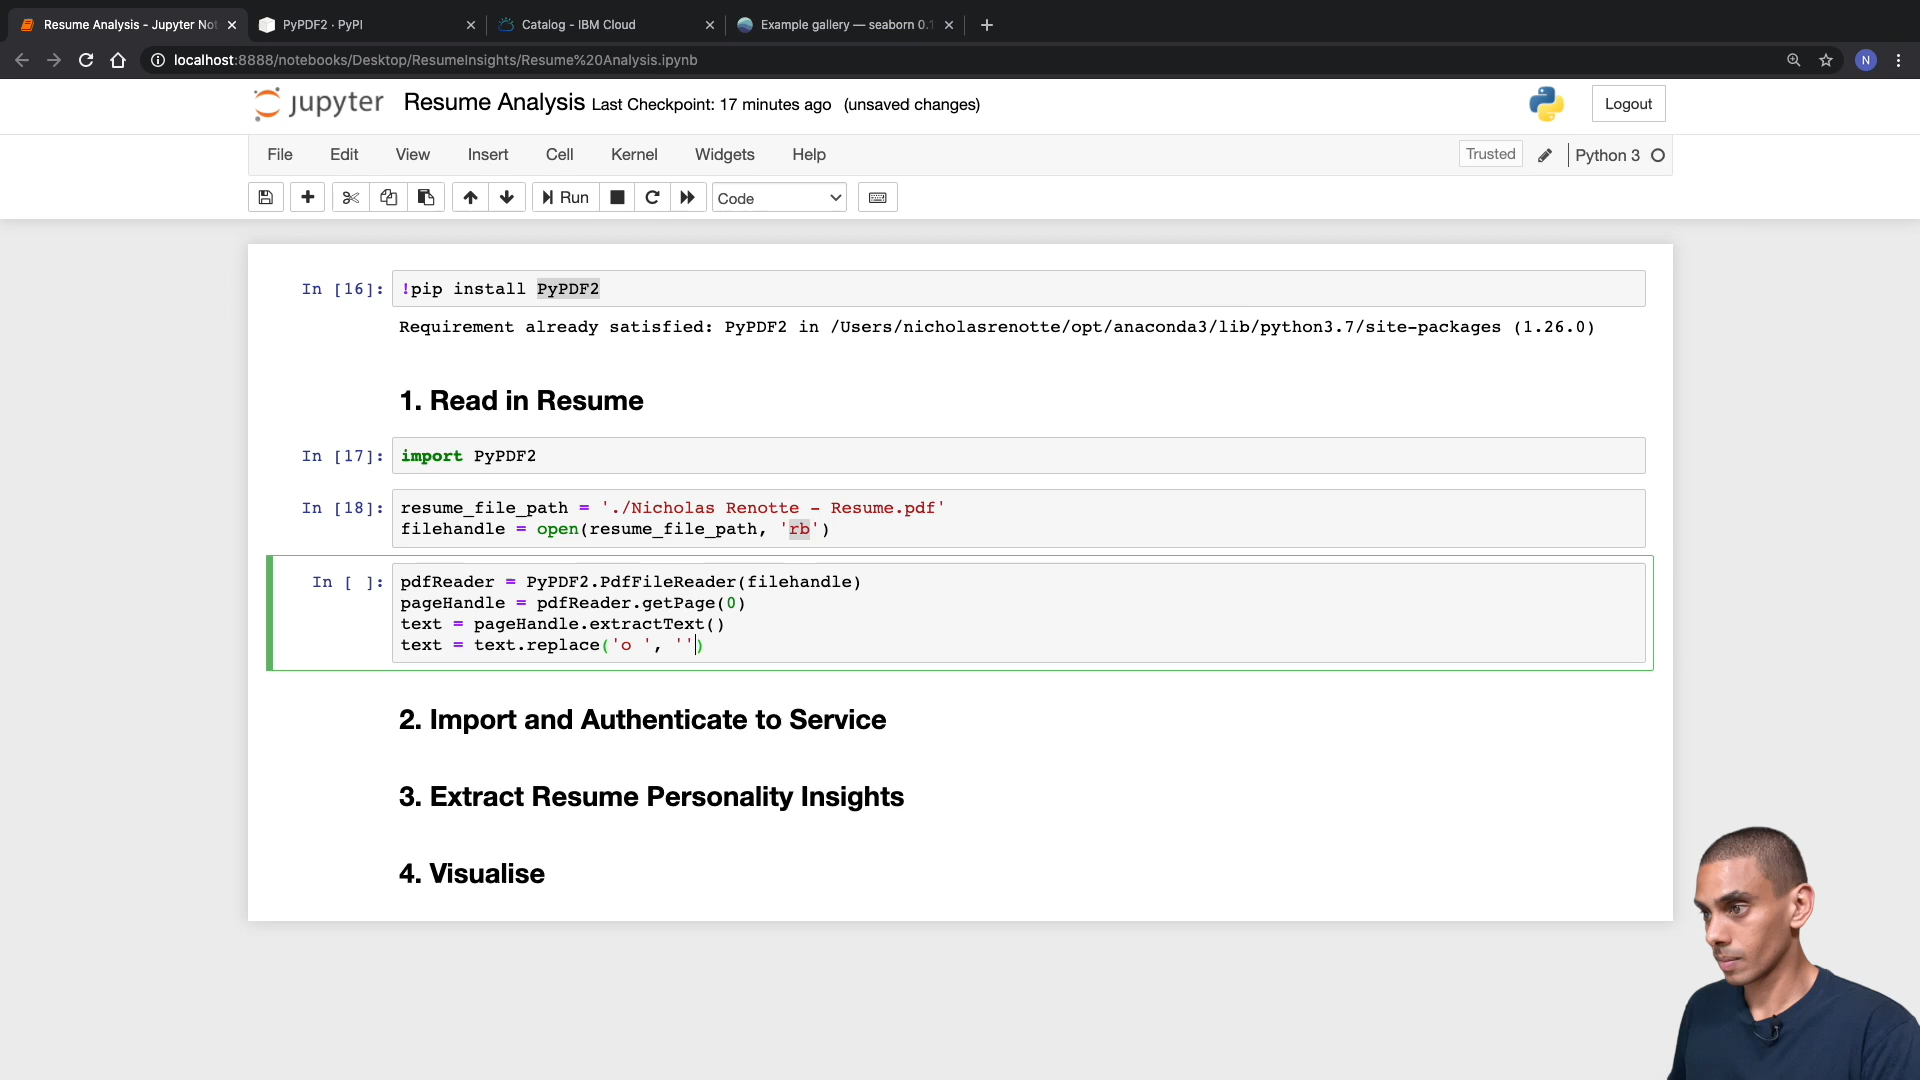 Resume Analysis - Jupyter Not
PyPDF2 · PyPI
Catalog - IBM Cloud
Example gallery — seaborn 0.1
localhost:8888/notebooks/Desktop/ResumeInsights/Resume%20Analysis.ipynb
N
jupyter Resume Analysis Last Checkpoint: 17 minutes ago (unsaved changes)
Logout
File Edit View Insert Cell Kernel Widgets Help
Trusted Python 3
Run Code
In [16]: !pip install PyPDF2
Requirement already satisfied: PyPDF2 in /Users/nicholasrenotte/opt/anaconda3/lib/python3.7/site-packages (1.26.0)
1. Read in Resume
In [17]: import PyPDF2
In [18]: resume_file_path = './Nicholas Renotte - Resume.pdf'
filehandle = open(resume_file_path, 'rb')
In [ ]: pdfReader = PyPDF2.PdfFileReader(filehandle)
pageHandle = pdfReader.getPage(0)
text = pageHandle.extractText()
text = text.replace('o ', '')
2. Import and Authenticate to Service
3. Extract Resume Personality Insights
4. Visualise